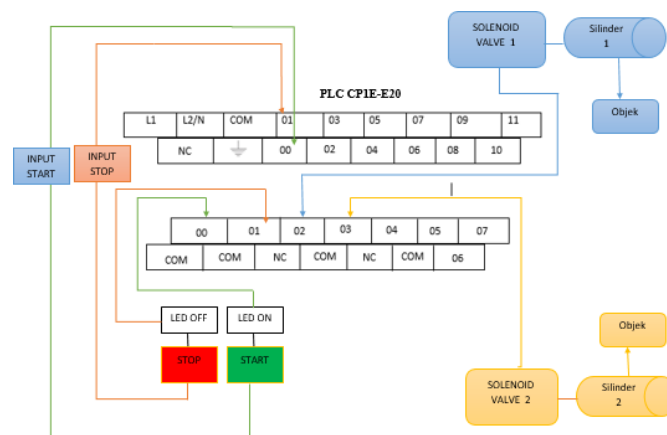 SOLENOID
VALVE 1
Silinder
1
Objek
PLC CP1E-E20
L1 L2/N COM 01 03 05 07 09 11
NC 00 02 04 06 08 10
INPUT
START
INPUT
STOP
00 01 02 03 04 05 07
COM COM NC COM NC COM 06
LED OFF
LED ON
STOP
START
Objek
SOLENOID
VALVE 2
Silinder
2